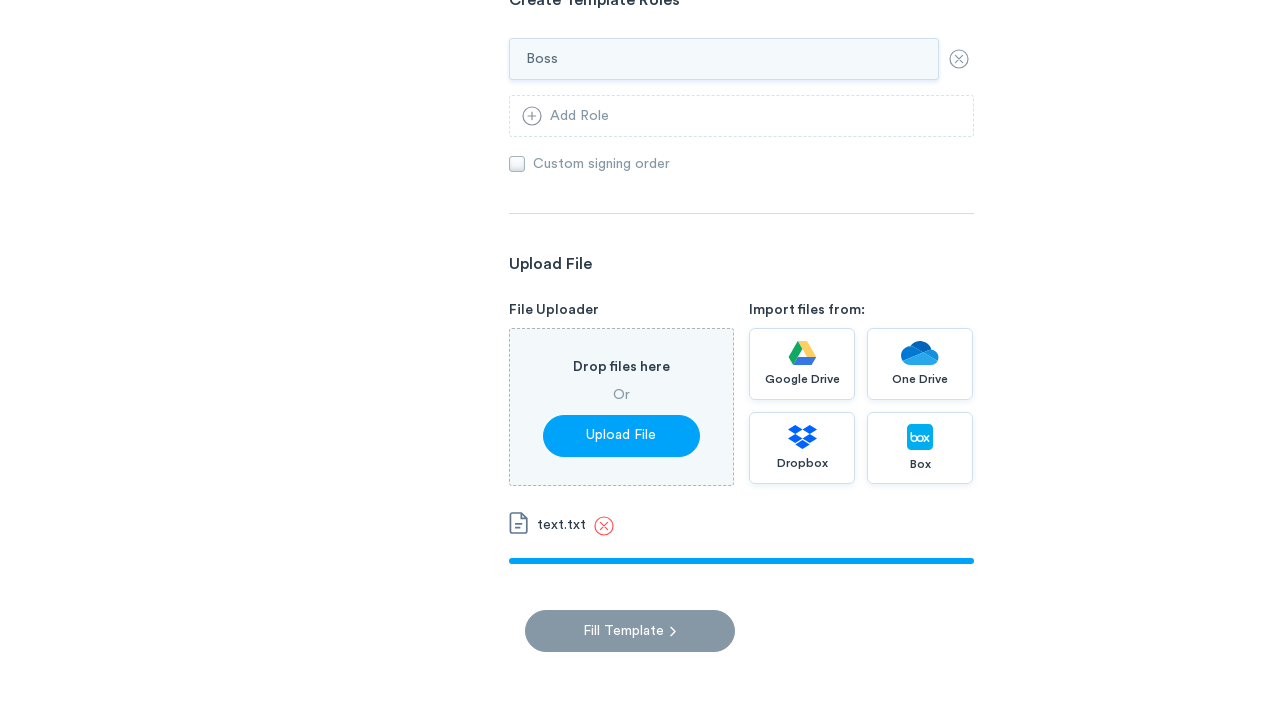 Create Template Roles
Boss
Add Role
Custom signing order
Upload File
File Uploader
Import files from:
Drop files here
Or
Upload File
Google Drive
One Drive
Dropbox
box
Box
text.txt
Fill Template